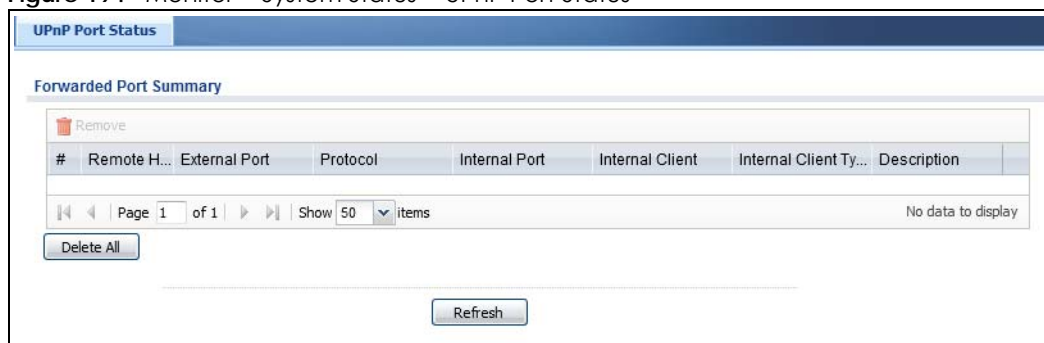 UPnP Port Status
Forwarded Port Summary
Remove
# Remote H... External Port Protocol Internal Port Internal Client Internal Client Ty... Description
Page 1 of 1 Show 50 items No data to display
Delete All
Refresh